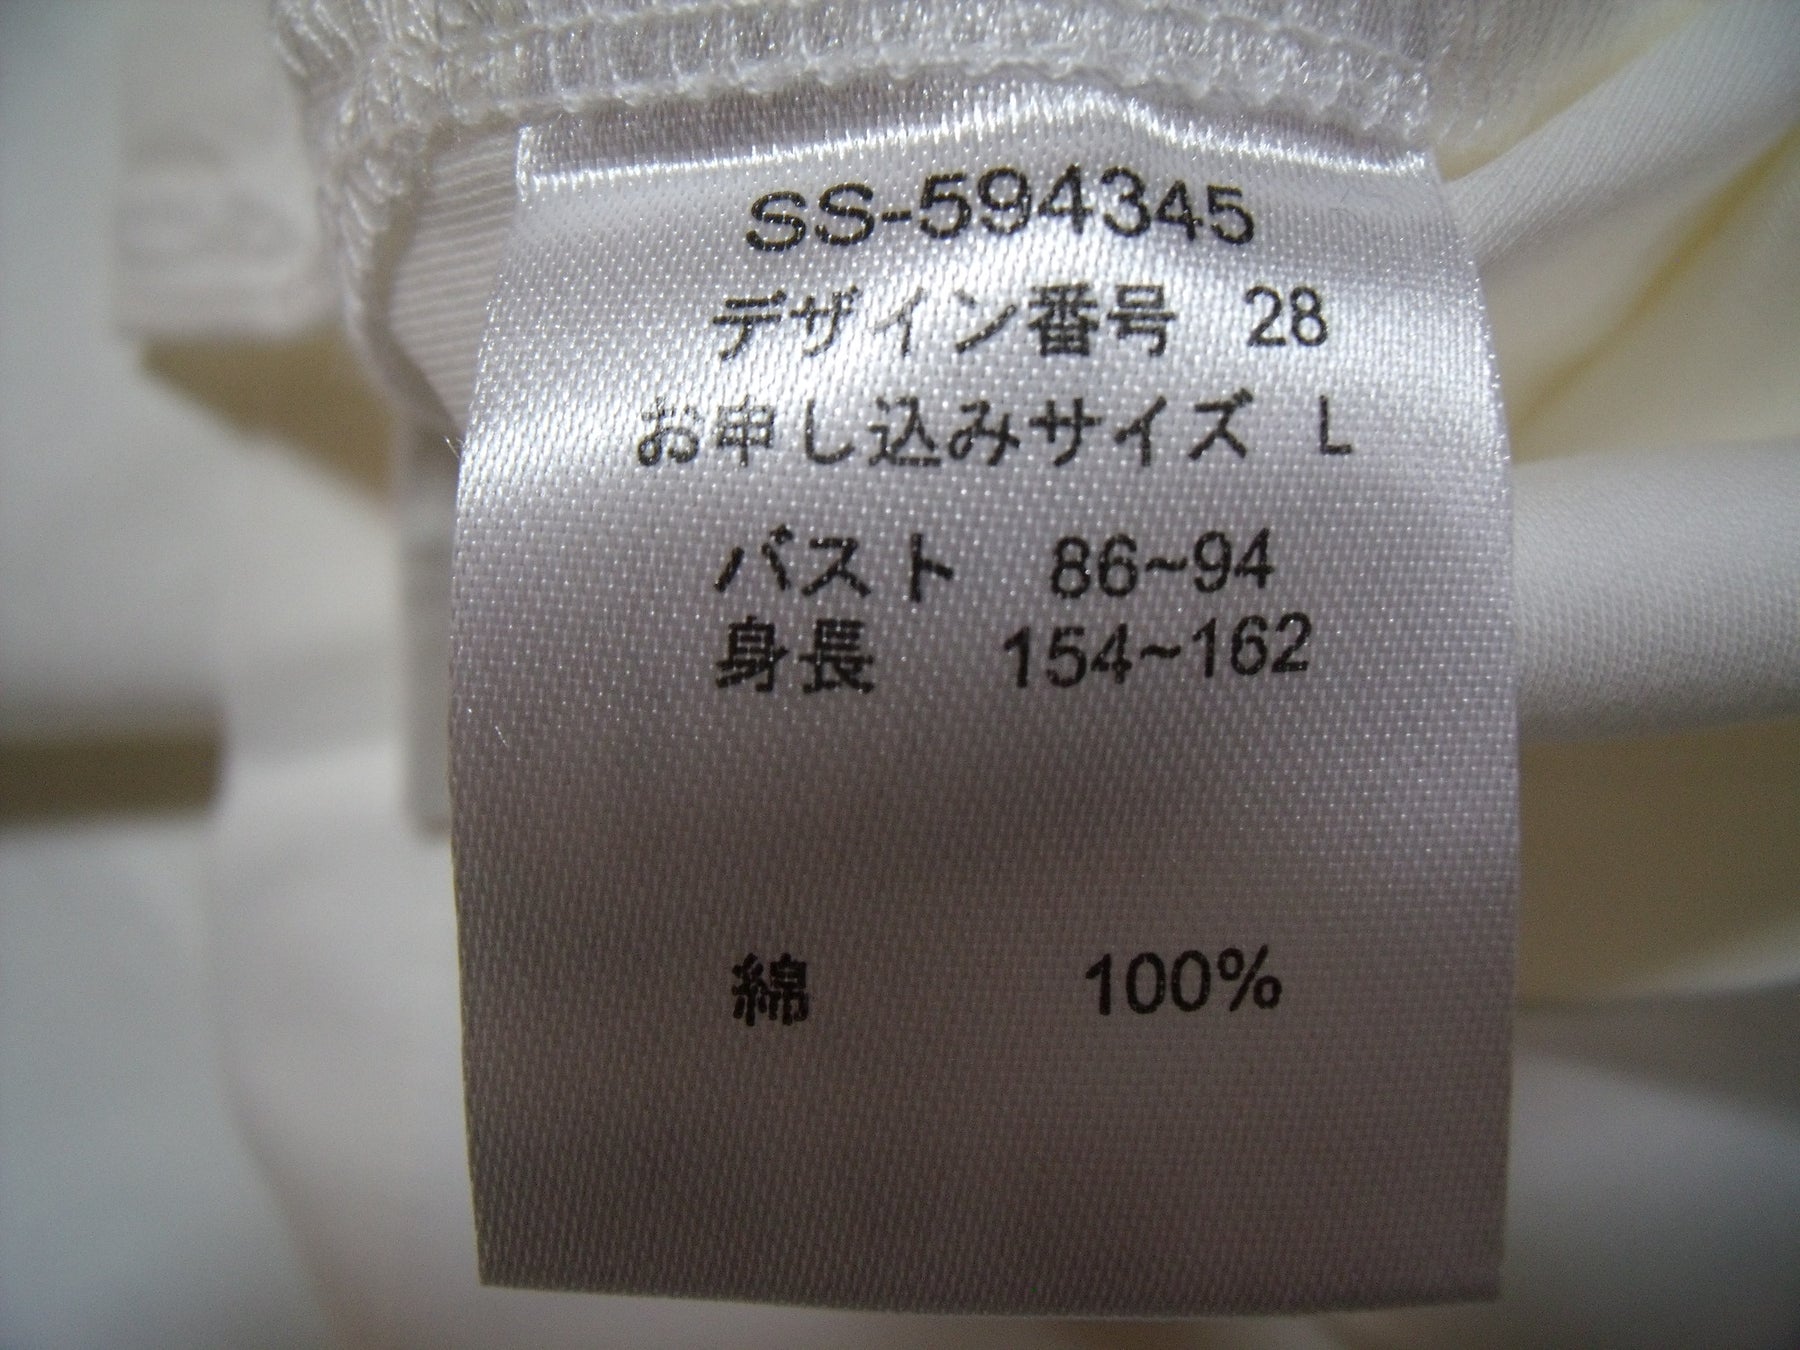 SS-594345
デザイン番号 28
お申し込みサイズ L
バスト 86~94
身長 154~162
綿 100%